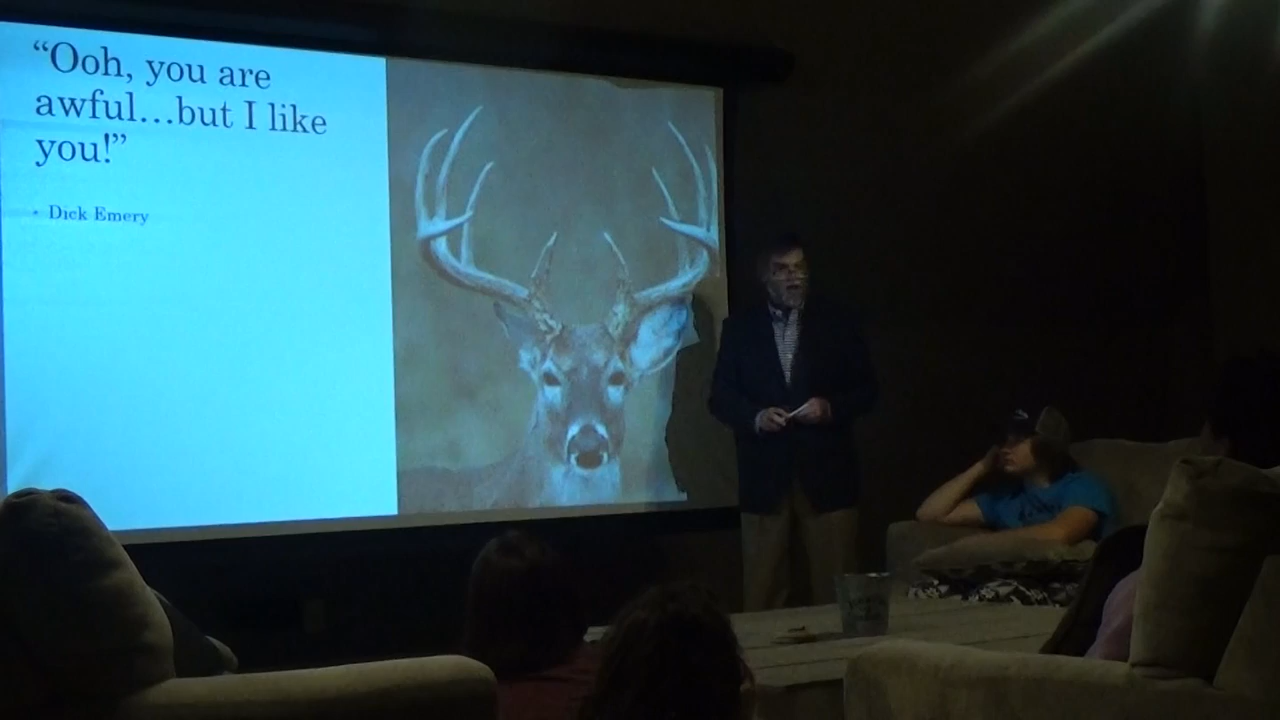 “Ooh, you are
awful…but I like
you!”
• Dick Emery